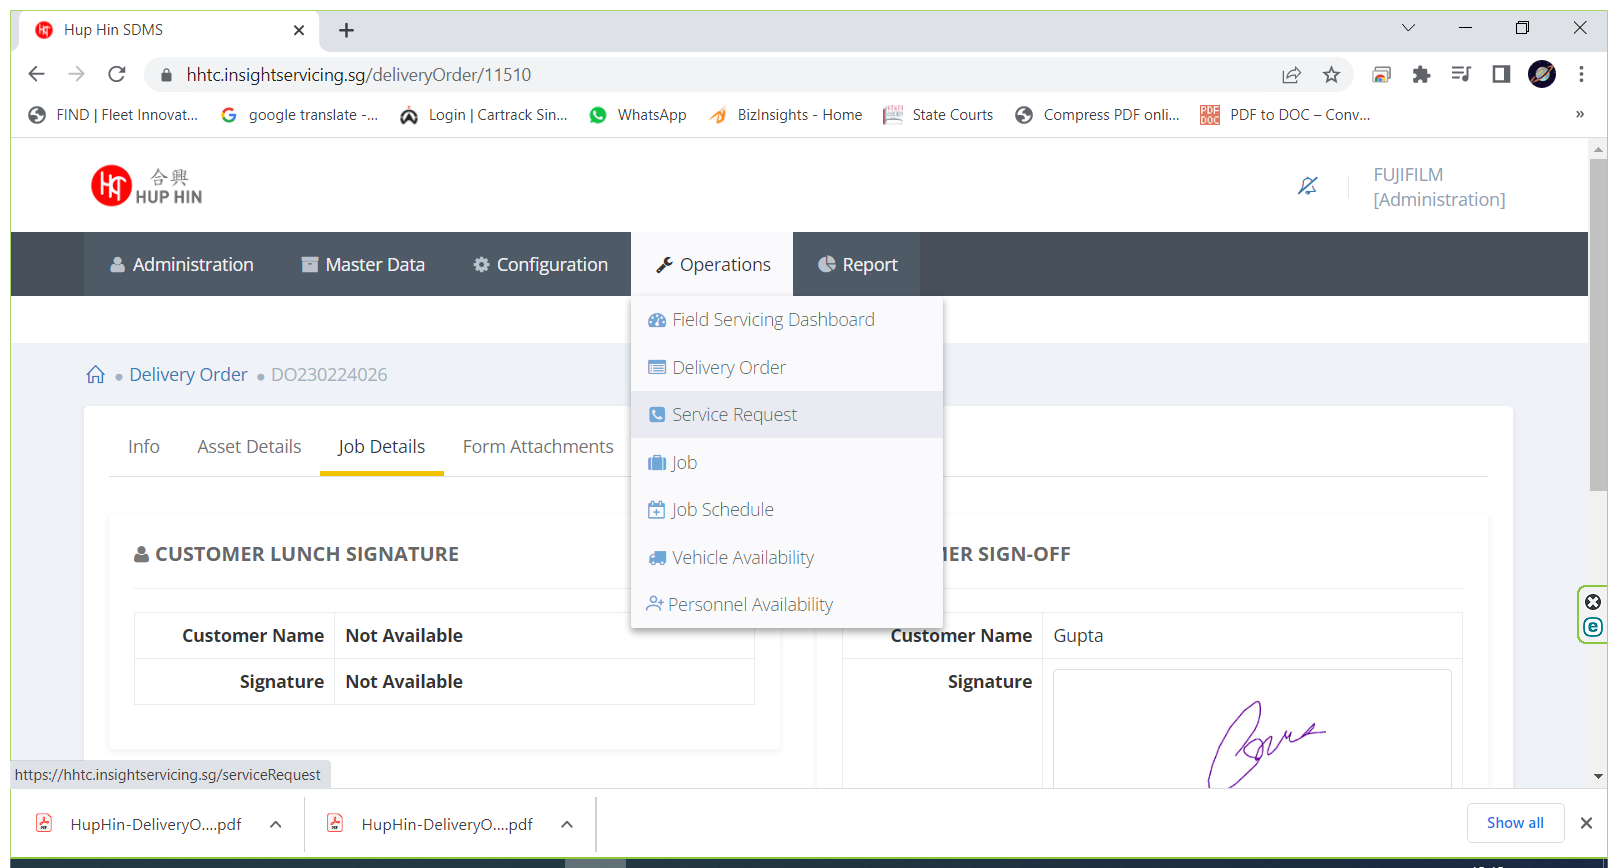 Hup Hin SDMS
hhtc.insightservicing.sg/deliveryOrder/11510
FIND | Fleet Innovat...
google translate -...
Login | Cartrack Sin...
WhatsApp
BizInsights - Home
State Courts
Compress PDF onli...
PDF to DOC – Conv...
»
合興
HUP HIN
FUJIFILM
[Administration]
Administration
Master Data
Configuration
Operations
Report
Field Servicing Dashboard
Delivery Order
Service Request
Job
Job Schedule
Vehicle Availability
Personnel Availability
Delivery Order
DO230224026
Info
Asset Details
Job Details
Form Attachments
CUSTOMER LUNCH SIGNATURE
Customer Name Not Available
Signature Not Available
MER SIGN-OFF
Customer Name Gupta
Signature
https://hhtc.insightservicing.sg/serviceRequest
HupHin-DeliveryO....pdf
HupHin-DeliveryO....pdf
Show all